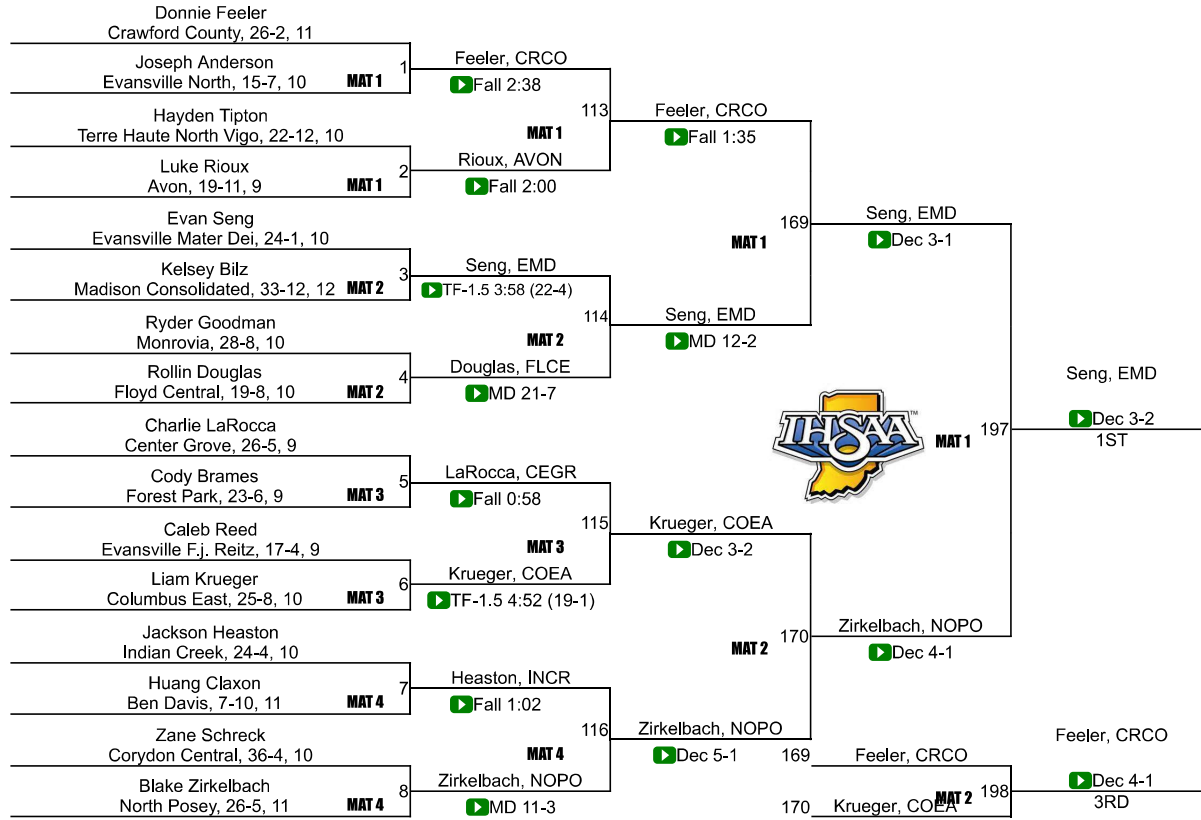 Donnie Feeler
Crawford County, 26-2, 11
Joseph Anderson
Evansville North, 15-7, 10
MAT 1
1
Feeler, CRCO
Fall 2:38
Hayden Tipton
Terre Haute North Vigo, 22-12, 10
Luke Rioux
Avon, 19-11, 9
MAT 1
2
Rioux, AVON
Fall 2:00
113
MAT 1
Feeler, CRCO
Fall 1:35
Evan Seng
Evansville Mater Dei, 24-1, 10
Kelsey Bilz
Madison Consolidated, 33-12, 12
MAT 2
3
Seng, EMD
TF-1.5 3:58 (22-4)
Ryder Goodman
Monrovia, 28-8, 10
Rollin Douglas
Floyd Central, 19-8, 10
MAT 2
4
Douglas, FLCE
MD 21-7
114
MAT 2
Seng, EMD
MD 12-2
169
MAT 1
Seng, EMD
Dec 3-1
Charlie LaRocca
Center Grove, 26-5, 9
Cody Brames
Forest Park, 23-6, 9
MAT 3
5
LaRocca, CEGR
Fall 0:58
Caleb Reed
Evansville F.j. Reitz, 17-4, 9
Liam Krueger
Columbus East, 25-8, 10
MAT 3
6
Krueger, COEA
TF-1.5 4:52 (19-1)
115
MAT 3
Krueger, COEA
Dec 3-2
Jackson Heaston
Indian Creek, 24-4, 10
Huang Claxon
Ben Davis, 7-10, 11
MAT 4
7
Heaston, INCR
Fall 1:02
Zane Schreck
Corydon Central, 36-4, 10
Blake Zirkelbach
North Posey, 26-5, 11
MAT 4
8
Zirkelbach, NOPO
MD 11-3
116
MAT 4
Zirkelbach, NOPO
Dec 5-1
170
MAT 2
Zirkelbach, NOPO
Dec 4-1
IHSAA™
MAT 1
197
Seng, EMD
Dec 3-2
1ST
169
Feeler, CRCO
170
Krueger, COEA
MAT 2
198
Feeler, CRCO
Dec 4-1
3RD